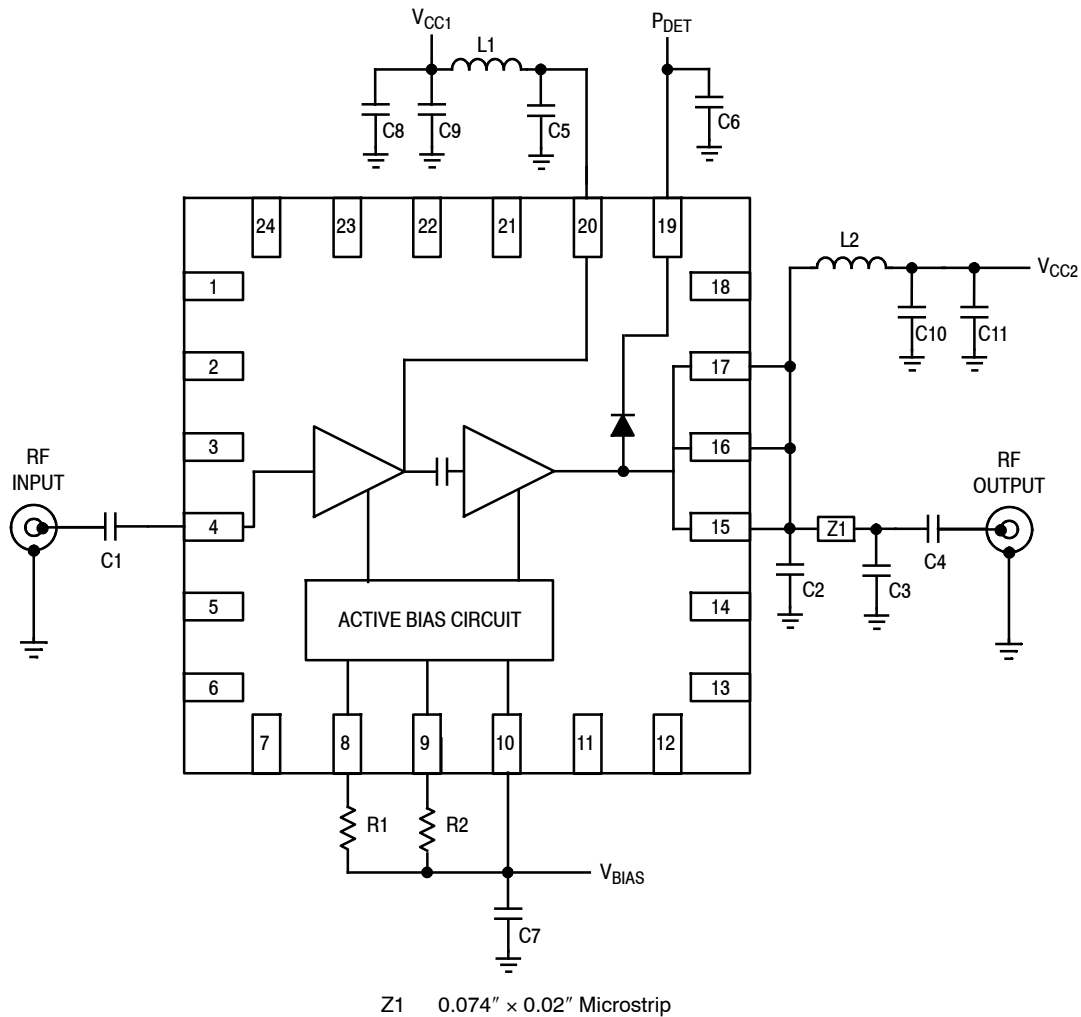 VCC1
L1
PDET
C8
C9
C5
C6
24
23
22
21
20
19
L2
VCC2
1
18
C10
C11
2
17
3
16
RF
INPUT
RF
OUTPUT
4
15
Z1
C1
C4
C2
C3
5
ACTIVE BIAS CIRCUIT
14
6
13
7
8
9
10
11
12
R1
R2
VBIAS
C7
Z1 0.074″ × 0.02″ Microstrip